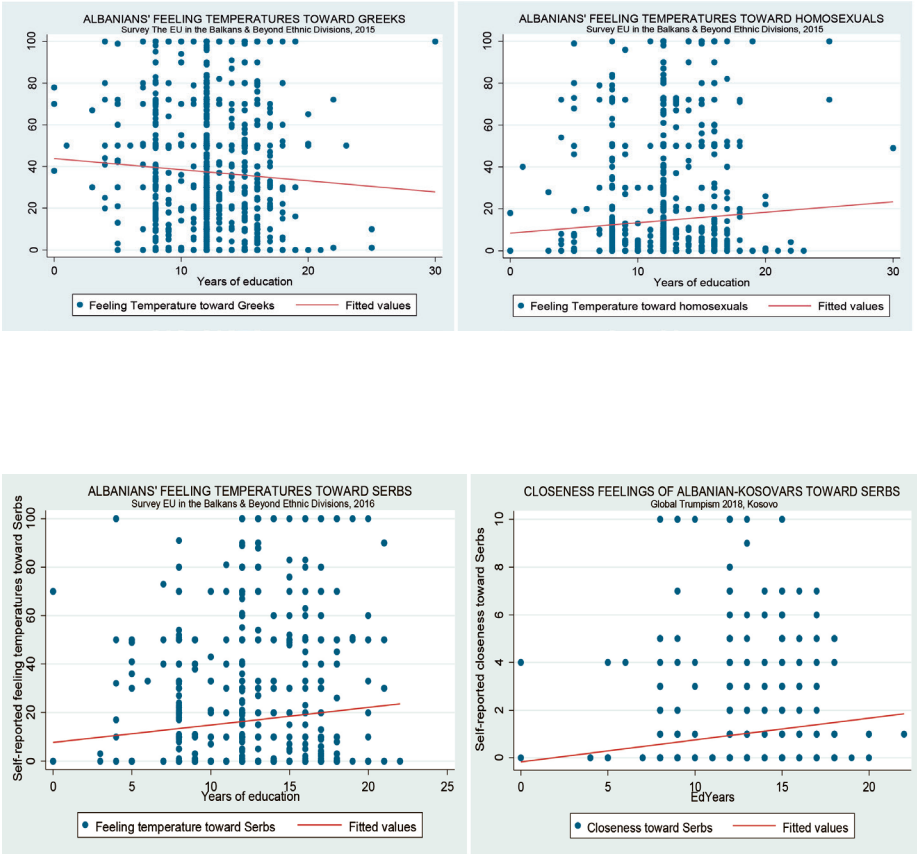 ALBANIANS' FEELING TEMPERATURES TOWARD GREEKS
Survey The EU in the Balkans & Beyond Ethnic Divisions, 2015
100
80
60
40
20
0
0 10 20 30
Years of education
Feeling Temperature toward Greeks Fitted values
ALBANIANS' FEELING TEMPERATURES TOWARD HOMOSEXUALS
Survey EU in the Balkans & Beyond Ethnic Divisions, 2015
100
80
60
40
20
0
0 10 20 30
Years of education
Feeling Temperature toward homosexuals Fitted values
ALBANIANS' FEELING TEMPERATURES TOWARD SERBS
Survey EU in the Balkans & Beyond Ethnic Divisions, 2016
Self-reported feeling temperatures toward Serbs
100
80
60
40
20
0
0 5 10 15 20 25
Years of education
Feeling temperature toward Serbs Fitted values
CLOSENESS FEELINGS OF ALBANIAN-KOSOVARS TOWARD SERBS
Global Trumpism 2018, Kosovo
Self-reported closeness toward Serbs
10
8
6
4
2
0
0 5 10 15 20
EdYears
Closeness toward Serbs Fitted values